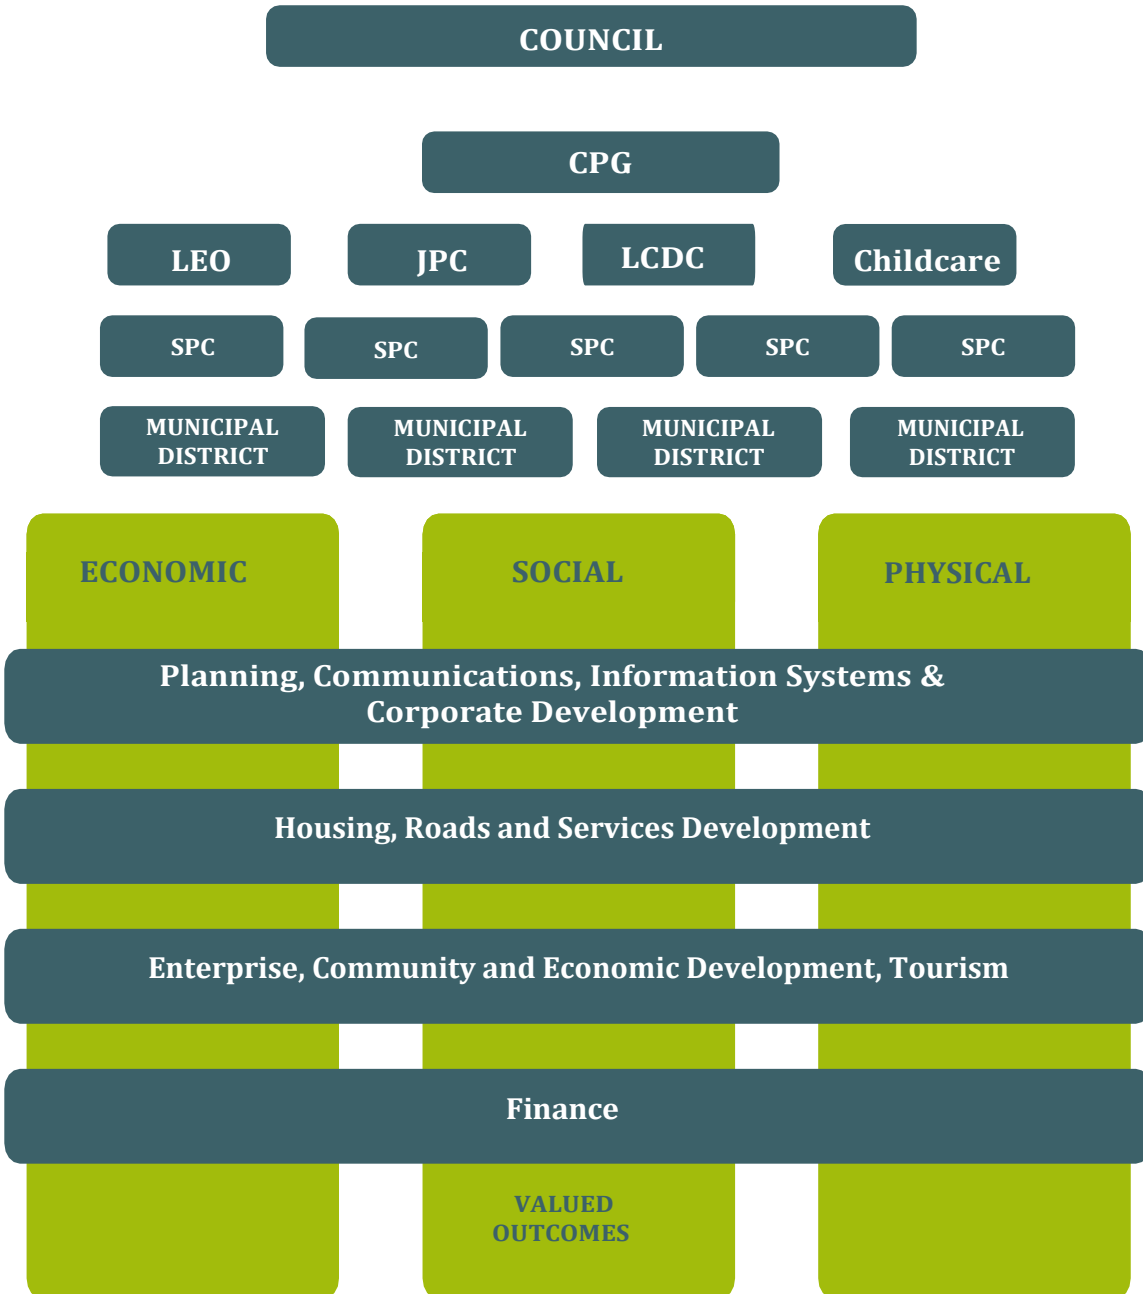 COUNCIL
CPG
LEO
JPC
LCDC
Childcare
SPC
SPC
SPC
SPC
SPC
MUNICIPAL
DISTRICT
MUNICIPAL
DISTRICT
MUNICIPAL
DISTRICT
MUNICIPAL
DISTRICT
ECONOMIC
SOCIAL
PHYSICAL
Planning, Communications, Information Systems &
Corporate Development
Housing, Roads and Services Development
Enterprise, Community and Economic Development, Tourism
Finance
VALUED
OUTCOMES